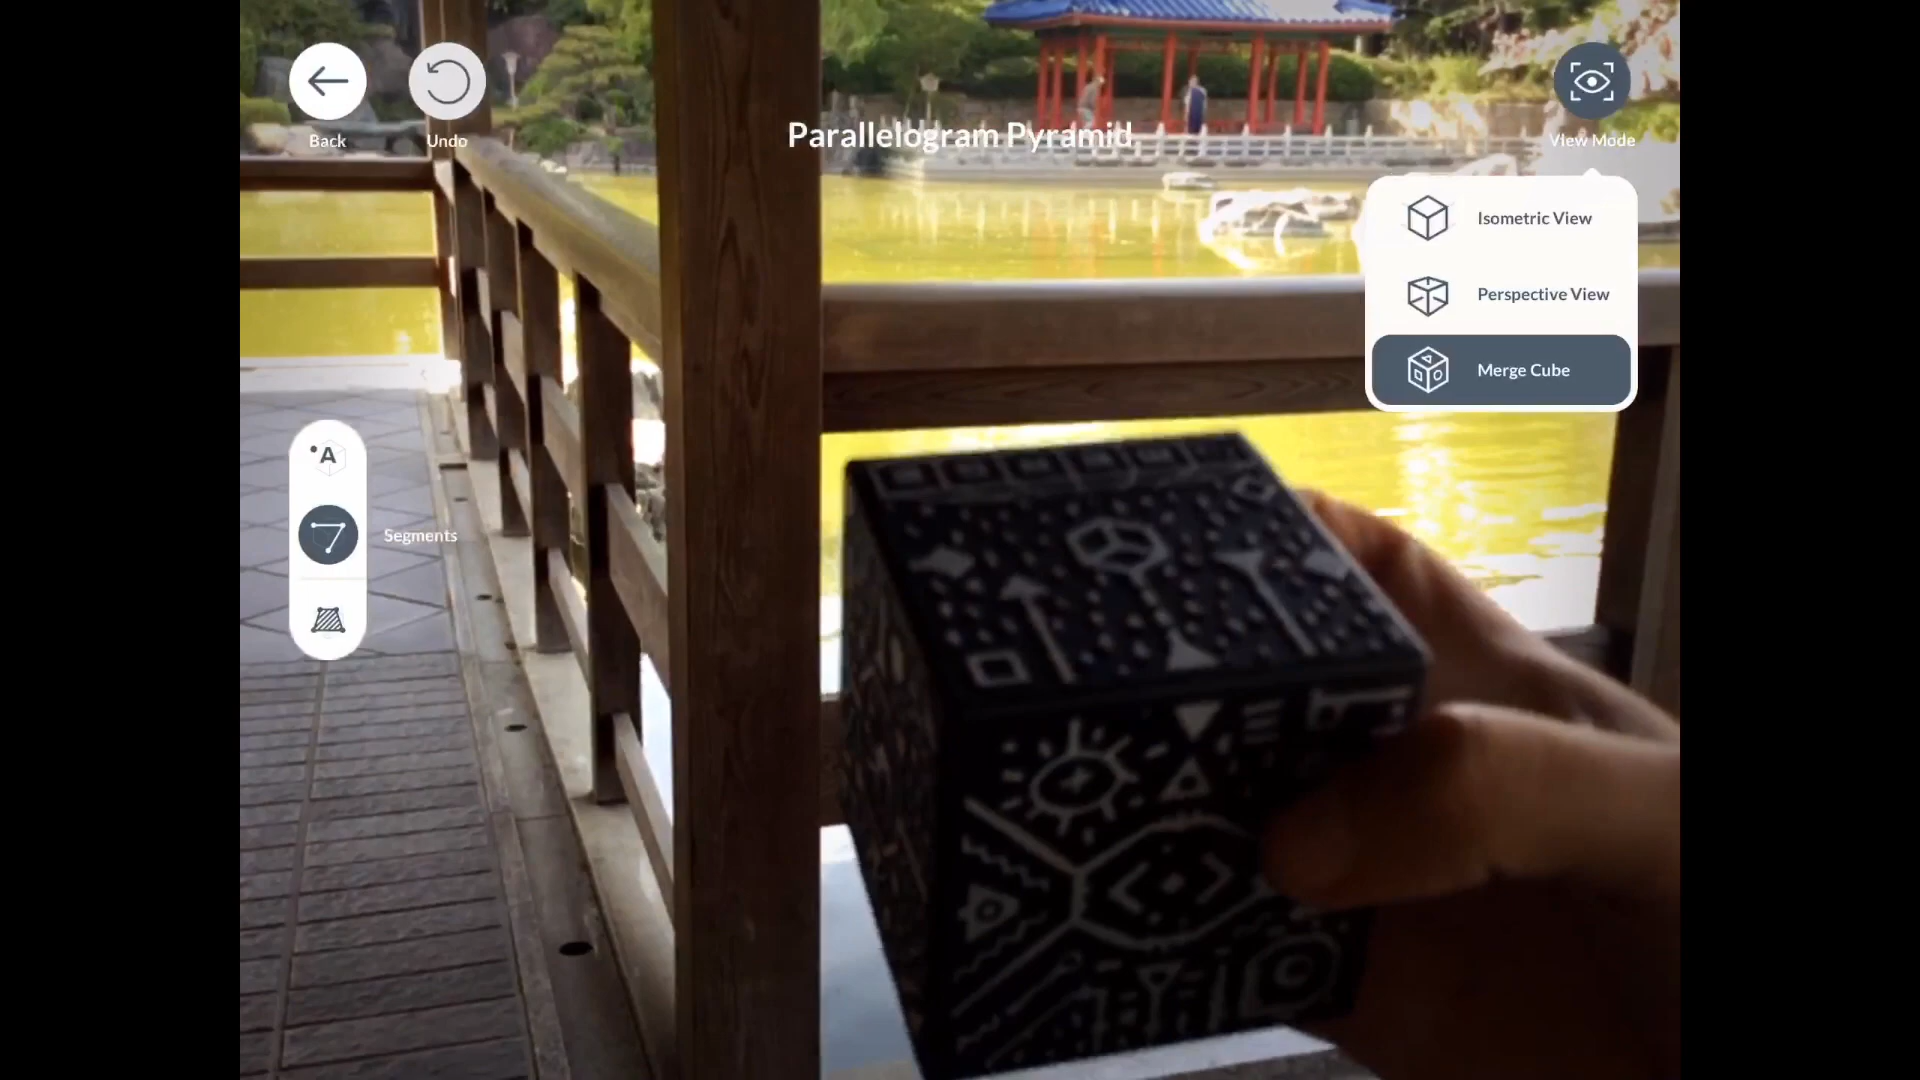 Back
Undo
Parallelogram Pyramid
View Mode
Isometric View
Perspective View
Merge Cube
A
Segments